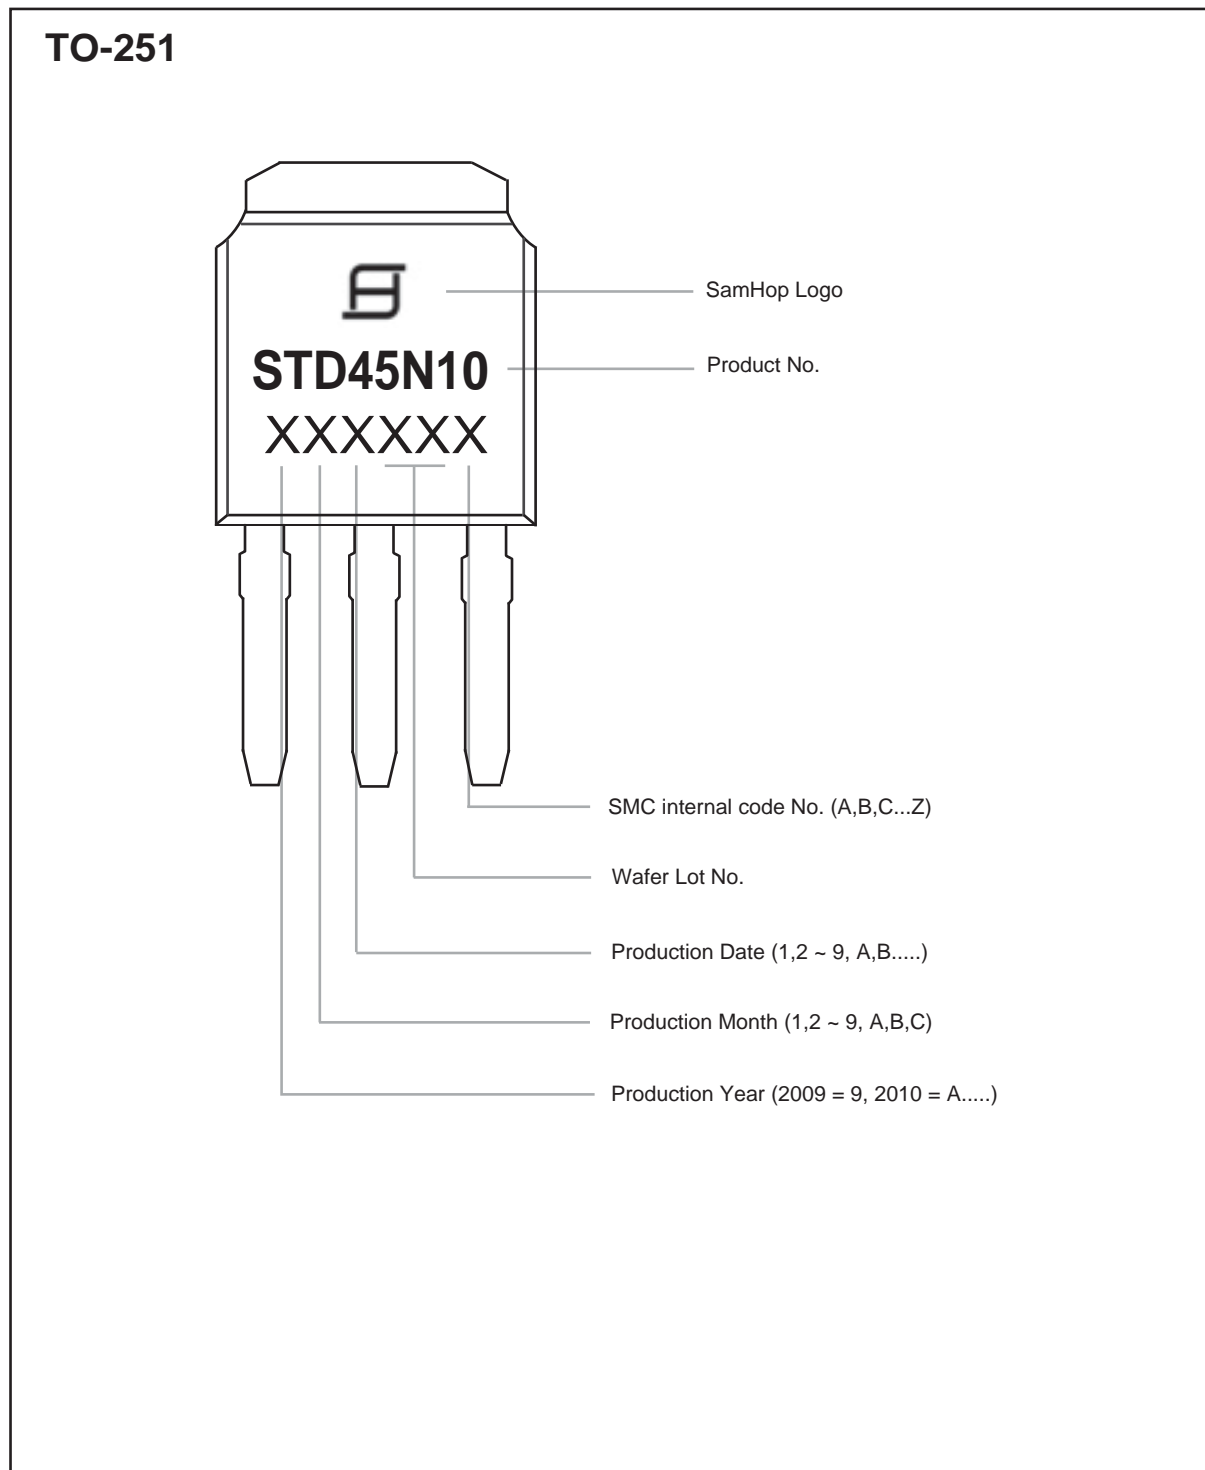 TO-251
SamHop Logo
STD45N10
Product No.
XXXXXX
SMC internal code No. (A,B,C...Z)
Wafer Lot No.
Production Date (1,2 ~ 9, A,B.....)
Production Month (1,2 ~ 9, A,B,C)
Production Year (2009 = 9, 2010 = A.....)